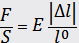 F/S = E |Δl|/l⁰